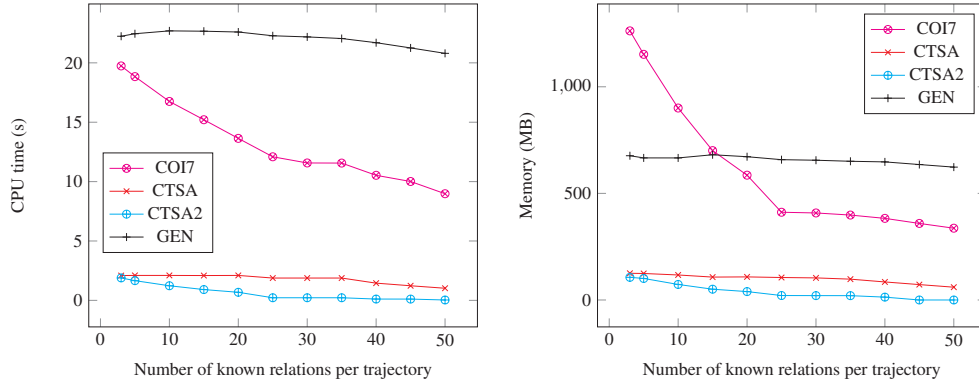 CPU time (s)
20
15
10
5
0
COI7
CTSA
CTSA2
GEN
0 10 20 30 40 50
Number of known relations per trajectory
Memory (MB)
1,000
500
0
COI7
CTSA
CTSA2
GEN
0 10 20 30 40 50
Number of known relations per trajectory